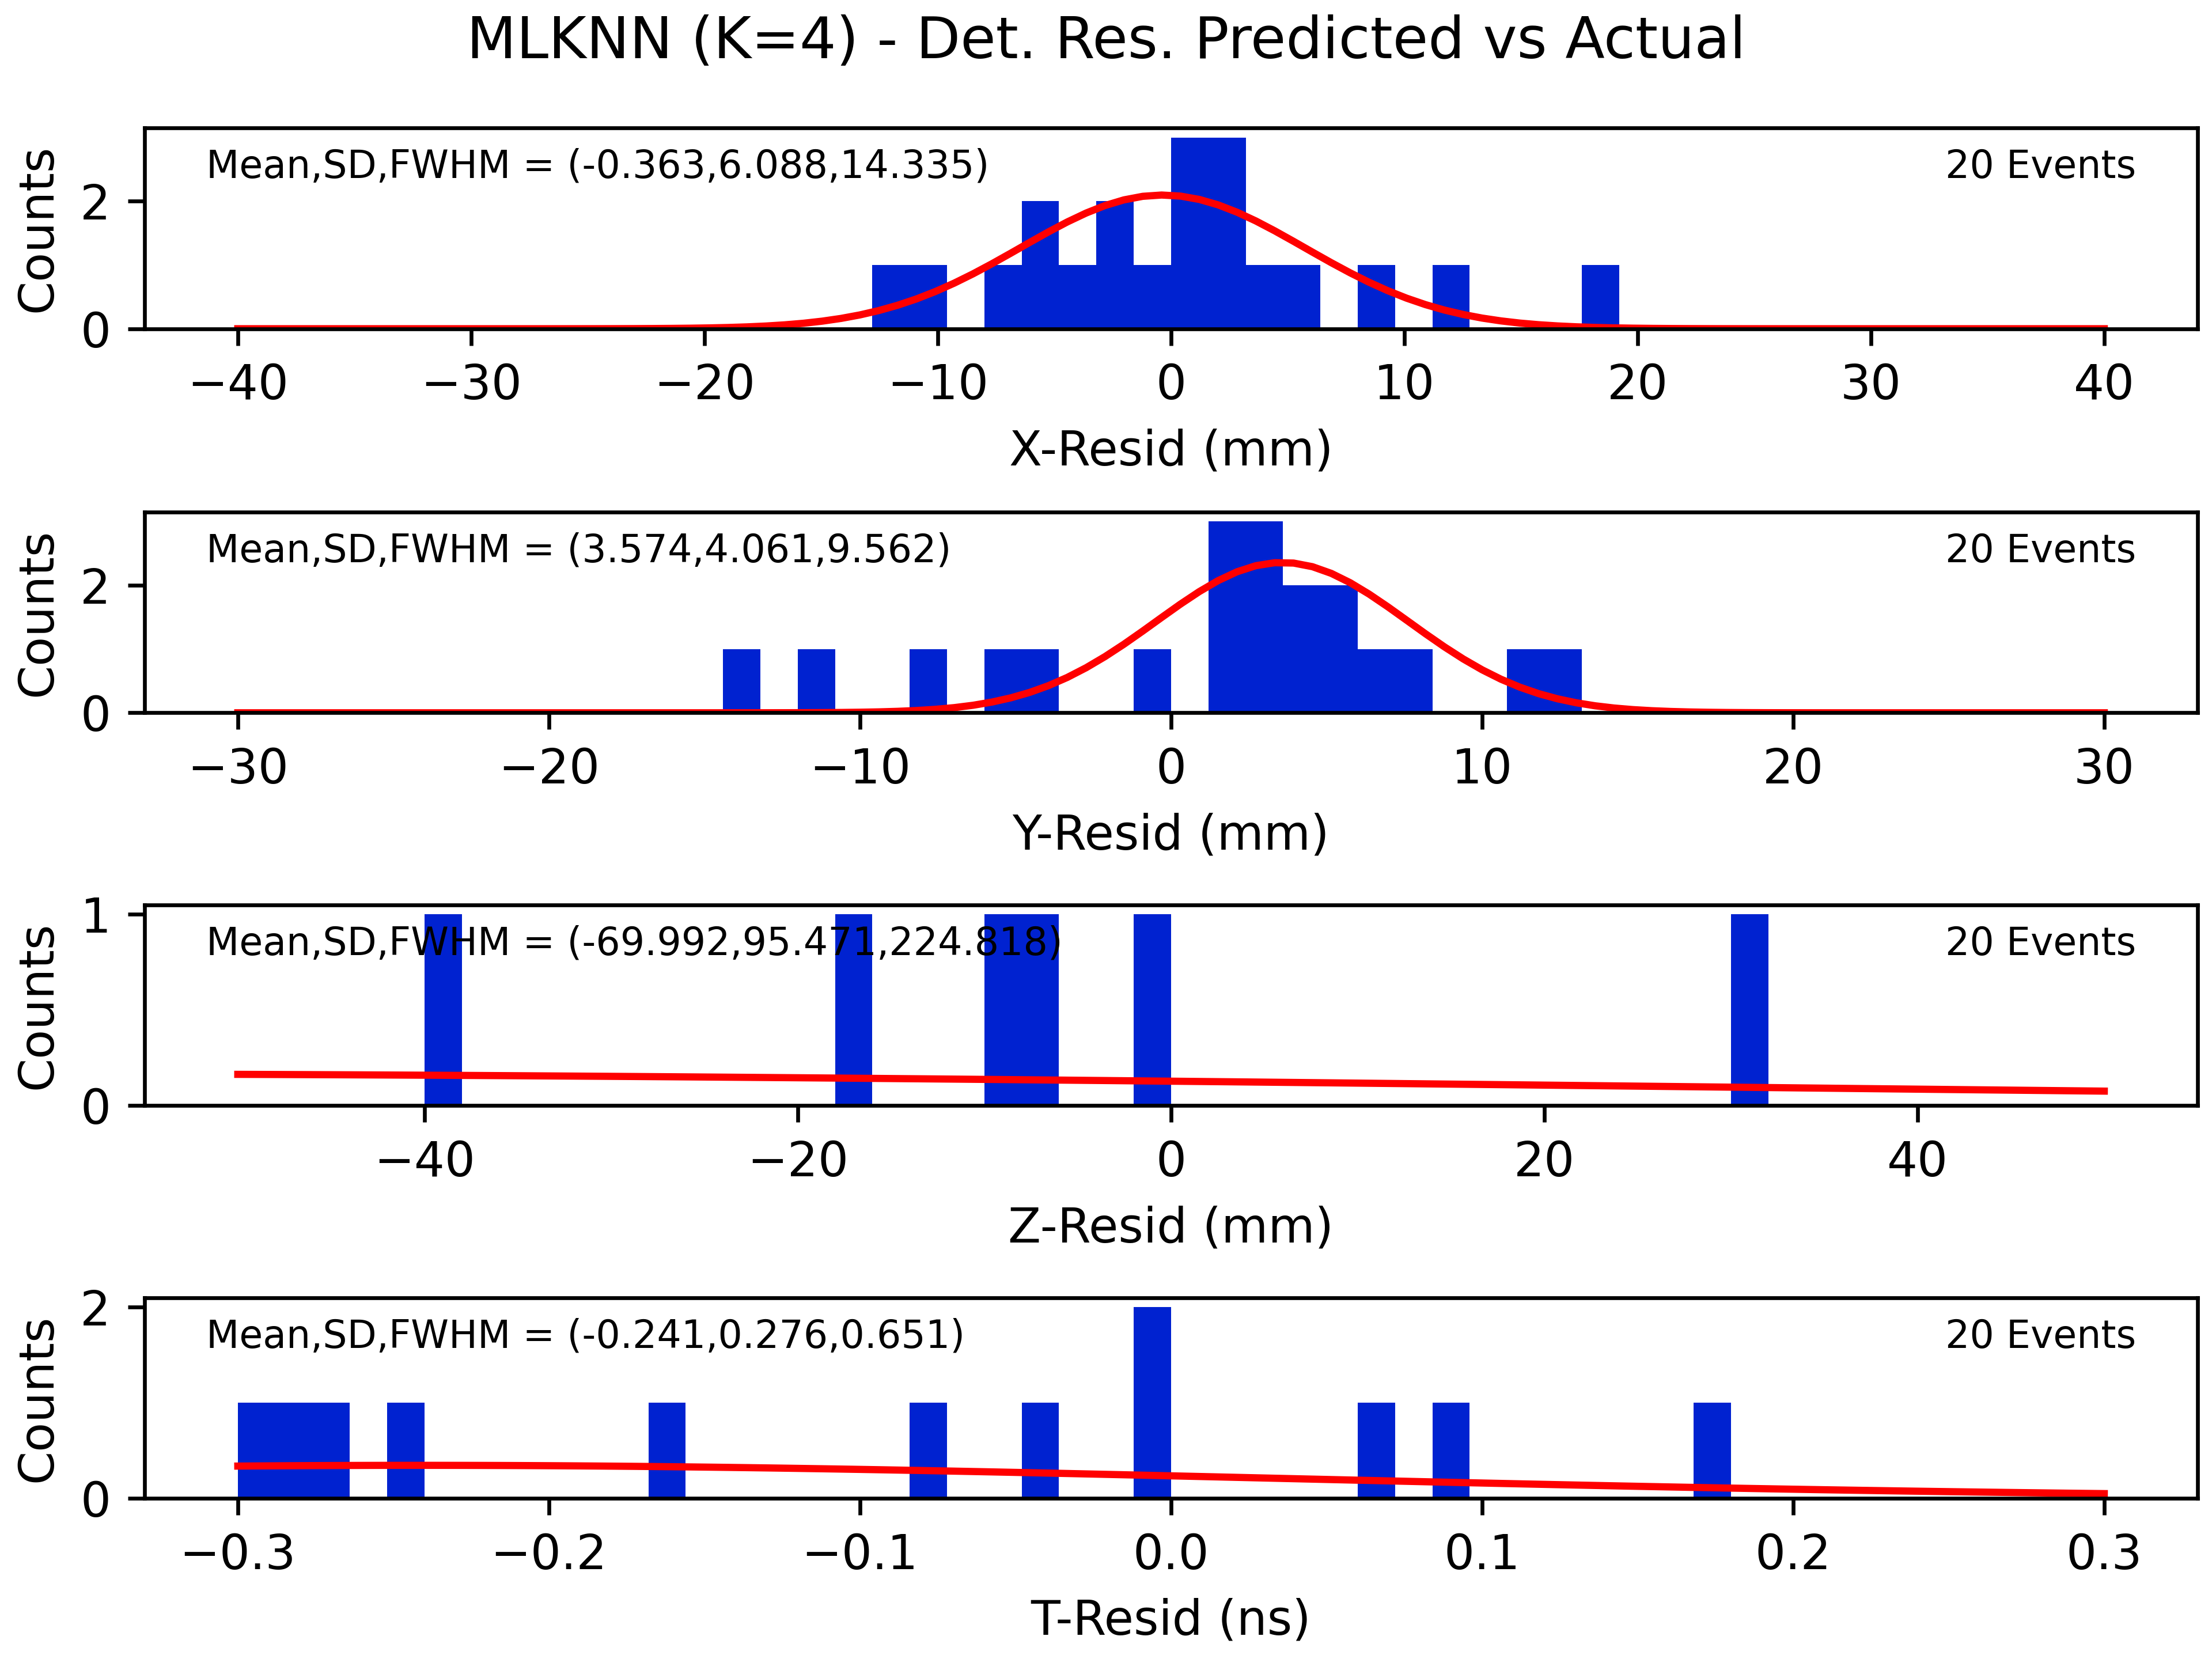 MLKNN (K=4) - Det. Res. Predicted vs Actual
Mean,SD,FWHM = (-0.363,6.088,14.335)
20 Events
Counts
2
0
−40 −30 −20 −10 0 10 20 30 40
X-Resid (mm)
Mean,SD,FWHM = (3.574,4.061,9.562)
20 Events
Counts
2
0
−30 −20 −10 0 10 20 30
Y-Resid (mm)
Mean,SD,FWHM = (-69.992,95.471,224.818)
20 Events
Counts
1
0
−40 −20 0 20 40
Z-Resid (mm)
Mean,SD,FWHM = (-0.241,0.276,0.651)
20 Events
Counts
2
0
−0.3 −0.2 −0.1 0.0 0.1 0.2 0.3
T-Resid (ns)